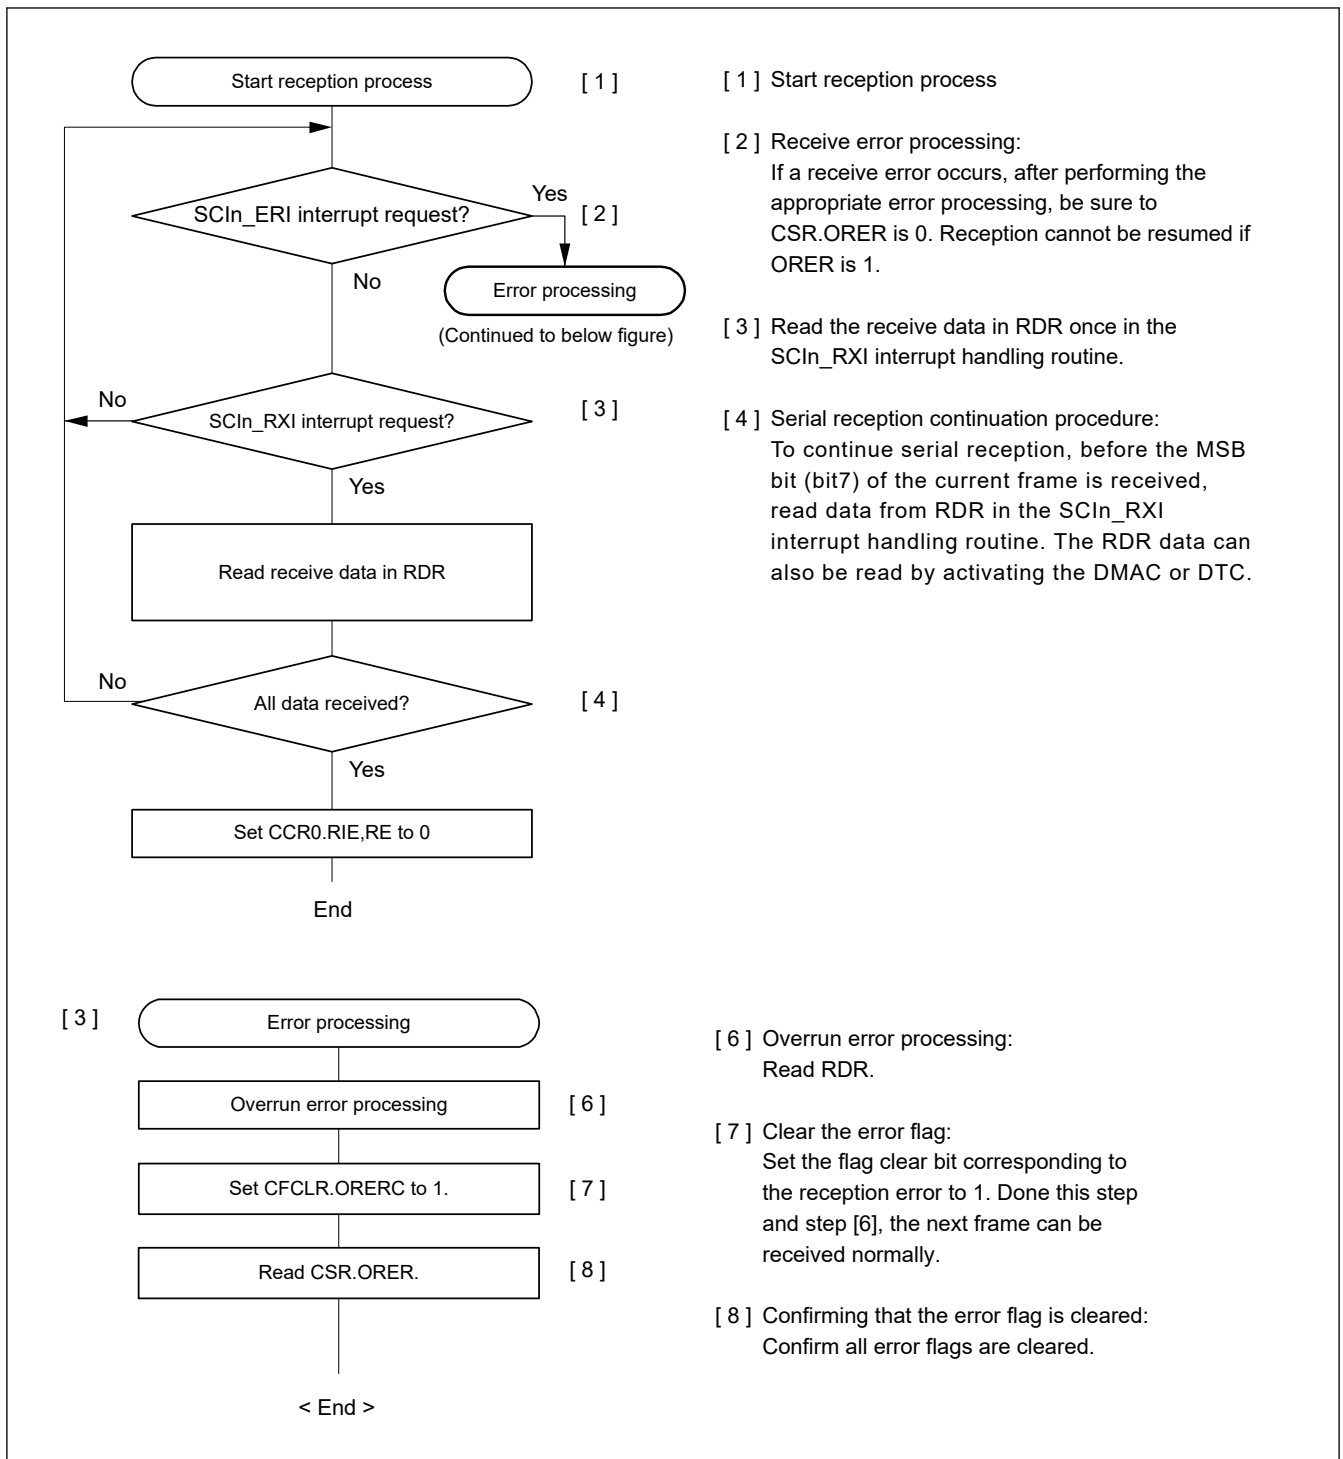 Start reception process
[ 1 ]
[ 1 ] Start reception process
[ 2 ] Receive error processing:
If a receive error occurs, after performing the
appropriate error processing, be sure to
CSR.ORER is 0. Reception cannot be resumed if
ORER is 1.
SCIn_ERI interrupt request?
Yes
[ 2 ]
No
Error processing
(Continued to below figure)
[ 3 ] Read the receive data in RDR once in the
SCIn_RXI interrupt handling routine.
No
SCIn_RXI interrupt request?
[ 3 ]
Yes
[ 4 ] Serial reception continuation procedure:
To continue serial reception, before the MSB
bit (bit7) of the current frame is received,
read data from RDR in the SCIn_RXI
interrupt handling routine. The RDR data can
also be read by activating the DMAC or DTC.
Read receive data in RDR
No
All data received?
[ 4 ]
Yes
Set CCR0.RIE,RE to 0
End
[ 3 ]
Error processing
Overrun error processing
[ 6 ]
[ 6 ] Overrun error processing:
Read RDR.
Set CFCLR.ORERC to 1.
[ 7 ]
[ 7 ] Clear the error flag:
Set the flag clear bit corresponding to
the reception error to 1. Done this step
and step [6], the next frame can be
received normally.
Read CSR.ORER.
[ 8 ]
[ 8 ] Confirming that the error flag is cleared:
Confirm all error flags are cleared.
< End >